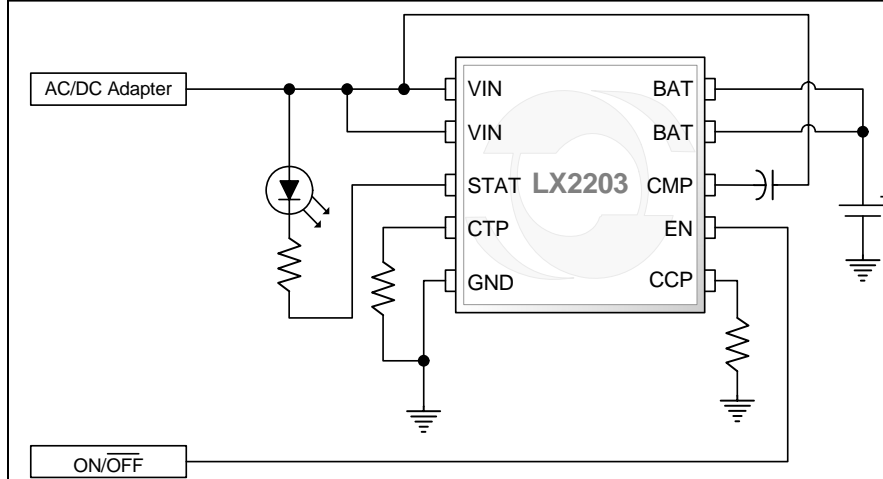 AC/DC Adapter
VIN
BAT
VIN
BAT
STAT
LX2203
CMP
CTP
EN
GND
CCP
ON/OFF